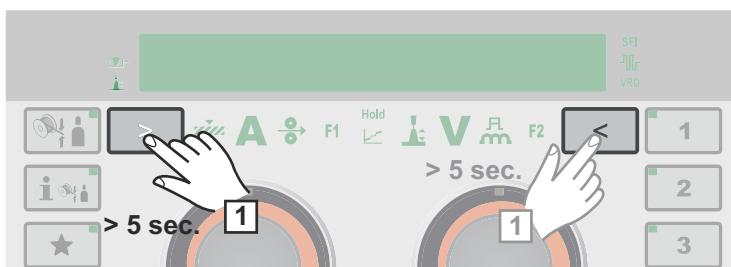 SFI
VRD
> A F1 Hold V F2 < 1
> 5 sec.
2
> 5 sec. 1 1
3